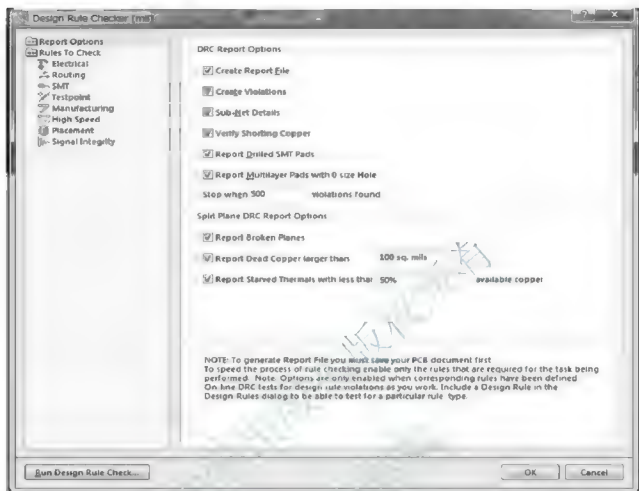 Design Rule Checker [mil]
Report Options
Rules To Check
Electrical
Routing
SMT
Testpoint
Manufacturing
High Speed
Placement
Signal Integrity
DRC Report Options
Create Report File
Create Violations
Sub-Net Details
Verify Shorting Copper
Report Drilled SMT Pads
Report Multilayer Pads with 0 size Hole
Stop when 500 violations found
Split Plane DRC Report Options
Report Broken Planes
Report Dead Copper larger than 100 sq. mils
Report Starved Thermals with less than 50% available copper
NOTE: To generate Report File you must save your PCB document first
To speed the process of rule checking enable only the rules that are required for the task being
performed Note: Options are only enabled when corresponding rules have been defined
On-line DRC tests for design rule violations as you work. Include a Design Rule in the
Design Rules dialog to be able to test for a particular rule type
Run Design Rule Check...
OK
Cancel